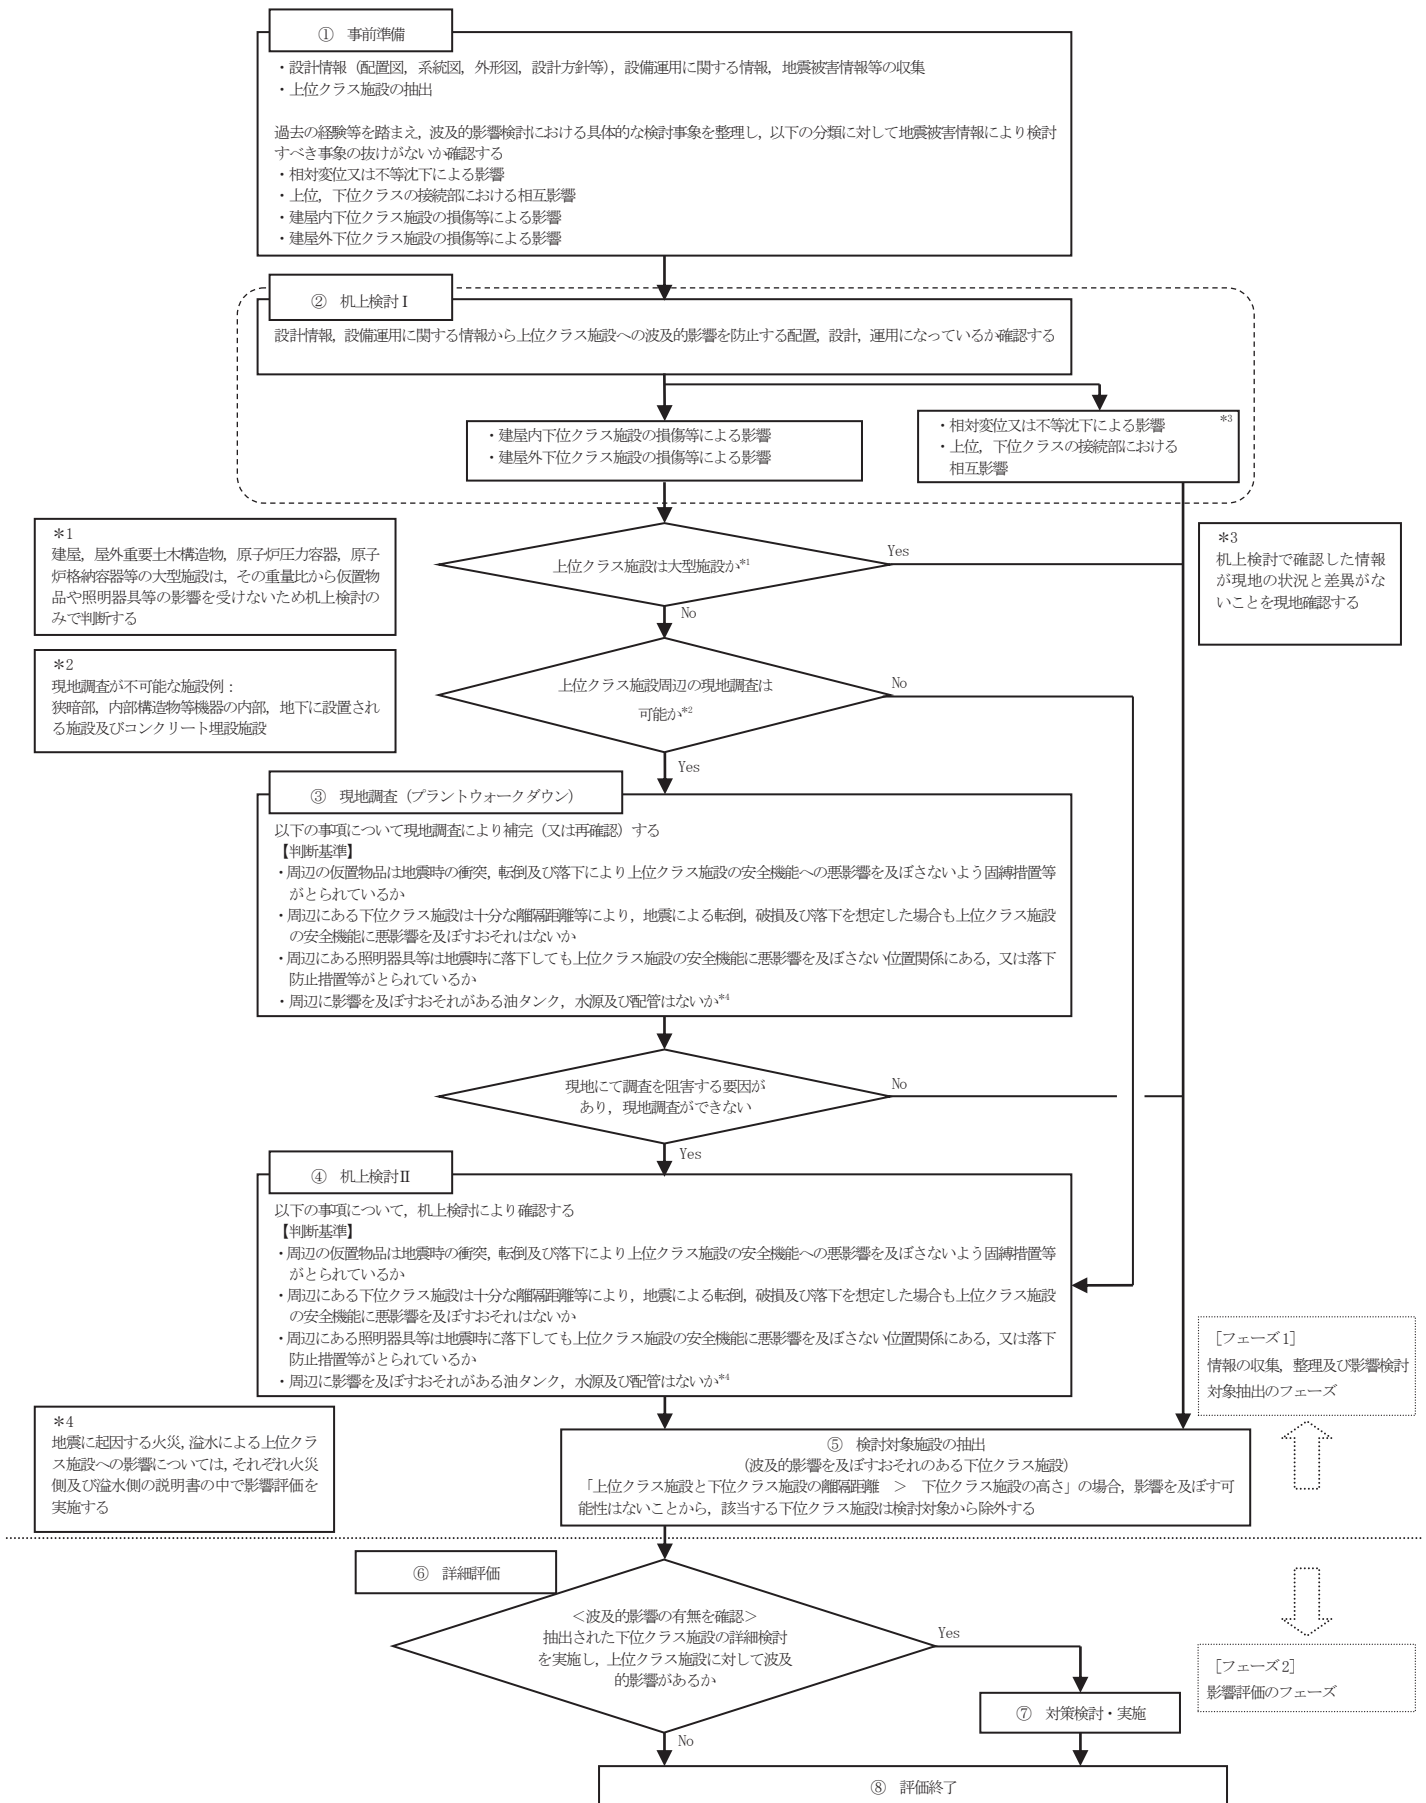 ① 事前準備
・設計情報（配置図，系統図，外形図，設計方針等），設備運用に関する情報，地震被害情報等の収集
・上位クラス施設の抽出
過去の経験等を踏まえ，波及的影響検討における具体的な検討事象を整理し，以下の分類に対して地震被害情報により検討
すべき事象の抜けがないか確認する
・相対変位又は不等沈下による影響
・上位，下位クラスの接続部における相互影響
・建屋内下位クラス施設の損傷等による影響
・建屋外下位クラス施設の損傷等による影響
② 机上検討Ⅰ
設計情報，設備運用に関する情報から上位クラス施設への波及的影響を防止する配置，設計，運用になっているか確認する
・建屋内下位クラス施設の損傷等による影響
・建屋外下位クラス施設の損傷等による影響
・相対変位又は不等沈下による影響 *3
・上位，下位クラスの接続部における
相互影響
*1
建屋，屋外重要土木構造物，原子炉圧力容器，原子
炉格納容器等の大型施設は，その重量比から仮置物
品や照明器具等の影響を受けないため机上検討の
みで判断する
上位クラス施設は大型施設か*1
Yes
No
*3
机上検討で確認した情報
が現地の状況と差異がな
いことを現地確認する
*2
現地調査が不可能な施設例：
狭暗部，内部構造物等機器の内部，地下に設置され
る施設及びコンクリート埋設施設
上位クラス施設周辺の現地調査は
可能か*2
No
Yes
③ 現地調査（プラントウォークダウン）
以下の事項について現地調査により補完（又は再確認）する
【判断基準】
・周辺の仮置物品は地震時の衝突，転倒及び落下により上位クラス施設の安全機能への悪影響を及ぼさないよう固縛措置等
がとられているか
・周辺にある下位クラス施設は十分な離隔距離等により，地震による転倒，破損及び落下を想定した場合も上位クラス施設
の安全機能に悪影響を及ぼすおそれはないか
・周辺にある照明器具等は地震時に落下しても上位クラス施設の安全機能に悪影響を及ぼさない位置関係にある，又は落下
防止措置等がとられているか
・周辺に影響を及ぼすおそれがある油タンク，水源及び配管はないか*4
現地にて調査を阻害する要因が
あり，現地調査ができない
No
Yes
④ 机上検討Ⅱ
以下の事項について，机上検討により確認する
【判断基準】
・周辺の仮置物品は地震時の衝突，転倒及び落下により上位クラス施設の安全機能への悪影響を及ぼさないよう固縛措置等
がとられているか
・周辺にある下位クラス施設は十分な離隔距離等により，地震による転倒，破損及び落下を想定した場合も上位クラス施設
の安全機能に悪影響を及ぼすおそれはないか
・周辺にある照明器具等は地震時に落下しても上位クラス施設の安全機能に悪影響を及ぼさない位置関係にある，又は落下
防止措置等がとられているか
・周辺に影響を及ぼすおそれがある油タンク，水源及び配管はないか*4
［フェーズ1］
情報の収集，整理及び影響検討
対象抽出のフェーズ
*4
地震に起因する火災，溢水による上位クラ
ス施設への影響については，それぞれ火災
側及び溢水側の説明書の中で影響評価を
実施する
⑤ 検討対象施設の抽出
（波及的影響を及ぼすおそれのある下位クラス施設）
「上位クラス施設と下位クラス施設の離隔距離 ＞ 下位クラス施設の高さ」の場合，影響を及ぼす可
能性はないことから，該当する下位クラス施設は検討対象から除外する
⑥ 詳細評価
＜波及的影響の有無を確認＞
抽出された下位クラス施設の詳細検討
を実施し，上位クラス施設に対して波及
的影響があるか
Yes
No
［フェーズ2］
影響評価のフェーズ
⑦ 対策検討・実施
⑧ 評価終了